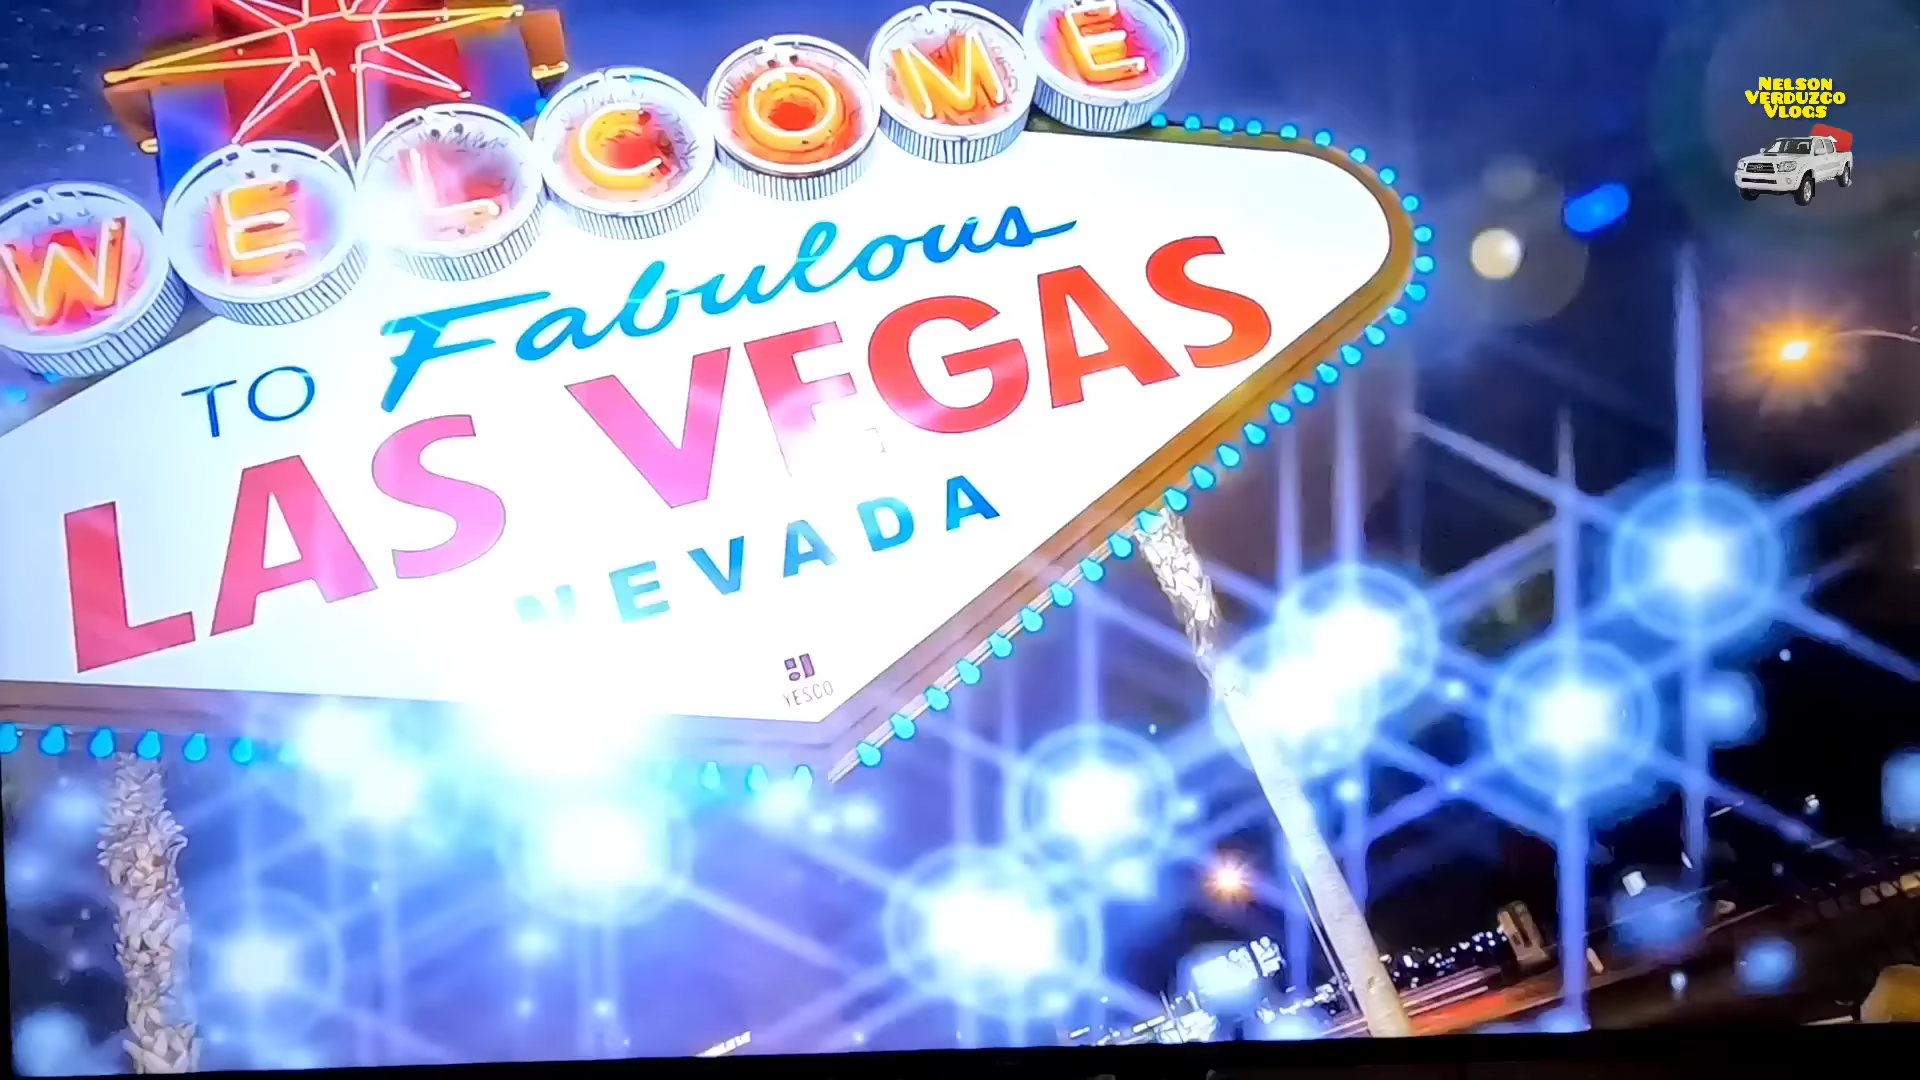 WELCOME
TO Fabulous
LAS VEGAS
NEVADA
YESCO
NELSON
VERDUZCO
VLOGS